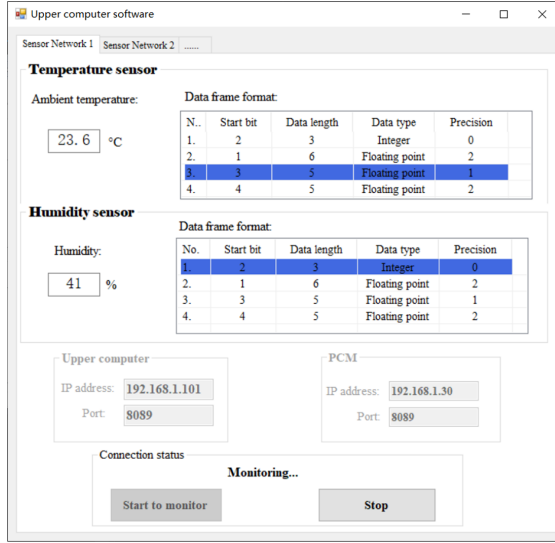 Upper computer software
Sensor Network 1 Sensor Network 2 ......
Temperature sensor
Ambient temperature:
Data frame format:
N.. Start bit Data length Data type Precision
1. 2 3 Integer 0
23.6 °C
2. 1 6 Floating point 2
3. 3 5 Floating point 1
4. 4 5 Floating point 2
Humidity sensor
Data frame format:
Humidity:
No. Start bit Data length Data type Precision
1. 2 3 Integer 0
41 %
2. 1 6 Floating point 2
3. 3 5 Floating point 1
4. 4 5 Floating point 2
Upper computer
IP address: 192.168.1.101
Port: 8089
PCM
IP address: 192.168.1.30
Port: 8089
Connection status
Monitoring...
Start to monitor Stop